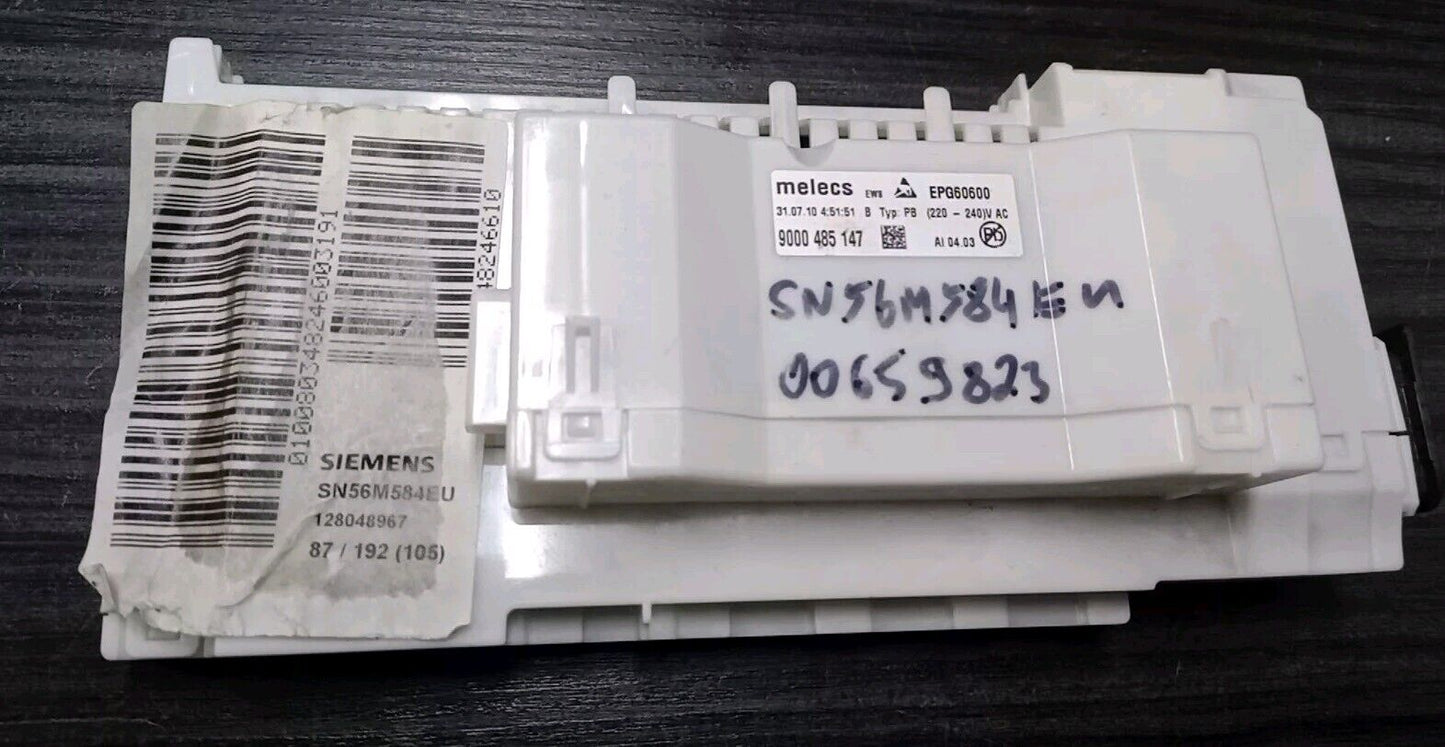 48246610
010080348246003191
SIEMENS
SN56M584EU
128048967
87 / 192 (105)
melecs EWS EPG60600
31.07.10 4:51:51 B Typ: PB (220 - 240)V AC
9000 485 147 AI 04.03
SN56M584EU
00659823